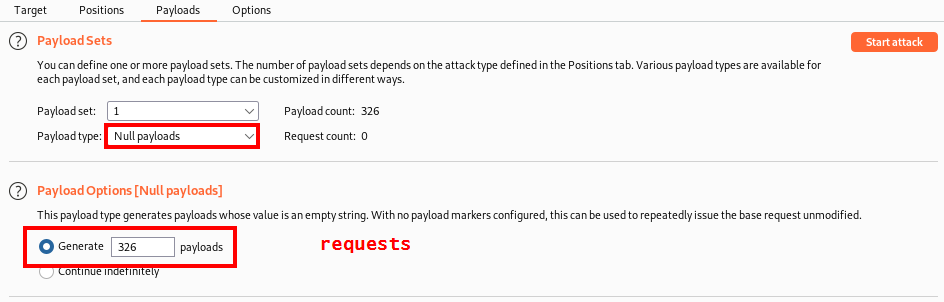 Target Positions Payloads Options
? Payload Sets Start attack
You can define one or more payload sets. The number of payload sets depends on the attack type defined in the Positions tab. Various payload types are available for
each payload set, and each payload type can be customized in different ways.
Payload set: 1 Payload count: 326
Payload type: Null payloads Request count: 0
? Payload Options [Null payloads]
This payload type generates payloads whose value is an empty string. With no payload markers configured, this can be used to repeatedly issue the base request unmodified.
Generate 326 payloads requests
Continue indefinitely